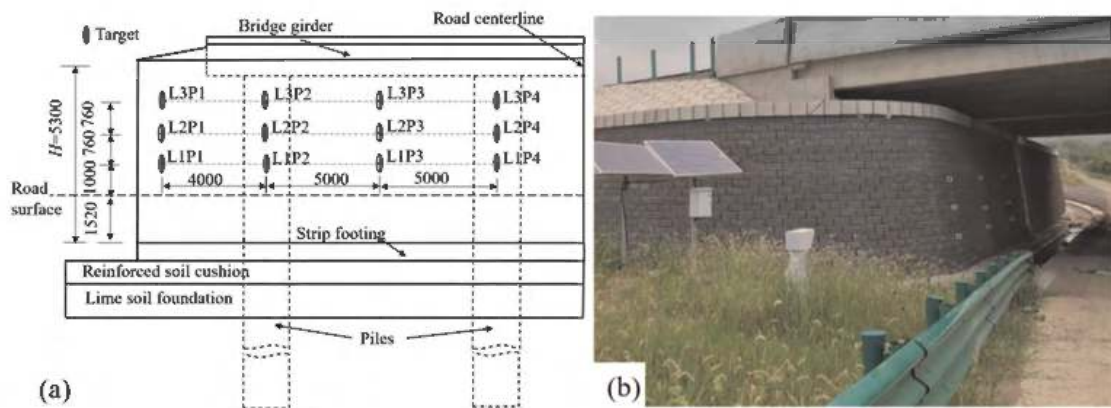 Target
Bridge girder
Road centerline
L3P1 L3P2 L3P3 L3P4
L2P1 L2P2 L2P3 L2P4
L1P1 L1P2 L1P3 L1P4
4000 5000 5000
H=5300
760
760
1000
1520
Road surface
Strip footing
Reinforced soil cushion
Lime soil foundation
Piles
(a)
(b)